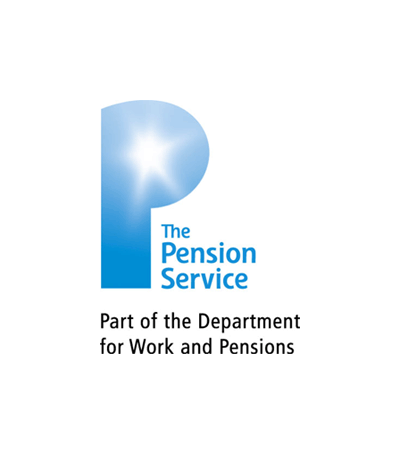 The
Pension
Service
Part of the Department
for Work and Pensions